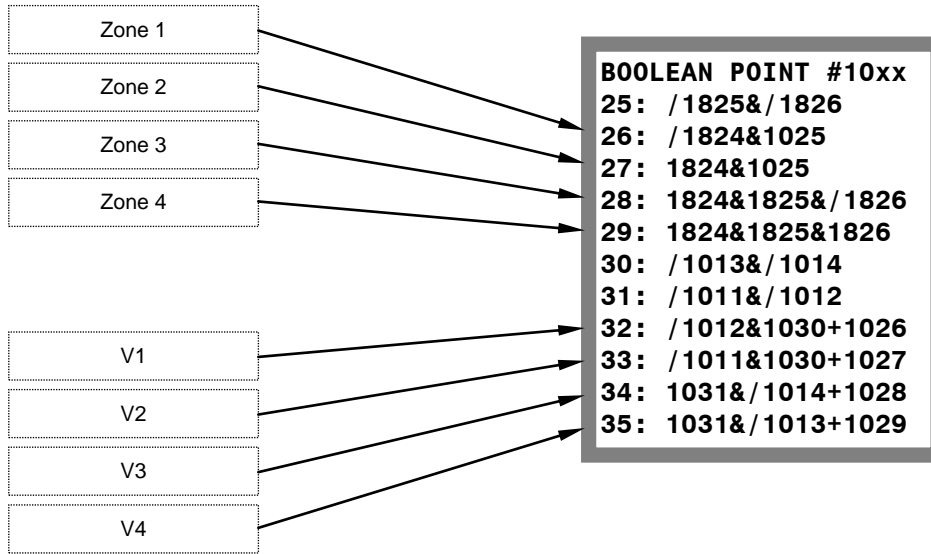 Zone 1
Zone 2
Zone 3
Zone 4
V1
V2
V3
V4
BOOLEAN POINT #10xx
25: /1825&/1826
26: /1824&1025
27: 1824&1025
28: 1824&1825&/1826
29: 1824&1825&1826
30: /1013&/1014
31: /1011&/1012
32: /1012&1030+1026
33: /1011&1030+1027
34: 1031&/1014+1028
35: 1031&/1013+1029